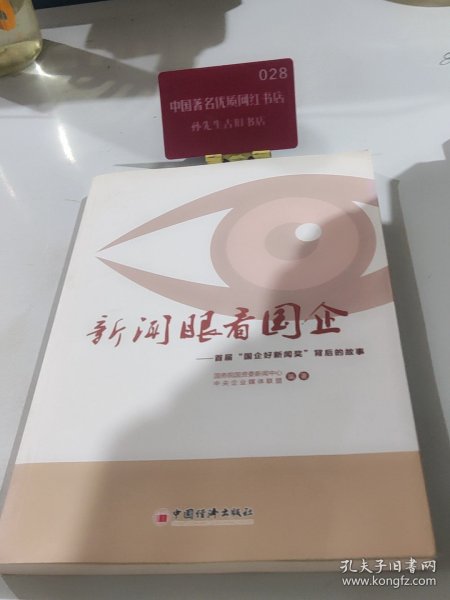 028
中国著名优质网红书店
孙先生古旧书店
新闻眼看国企
——首届“国企好新闻奖”背后的故事
国务院国资委新闻中心
中央企业媒体联盟
编著
中国经济出版社
孔夫子旧书网
www.kongfz.com